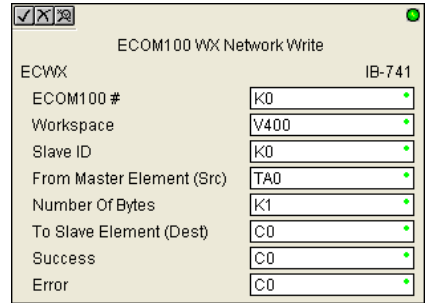 ECOM100 WX Network Write
ECWX IB-741
ECOM100 # K0
Workspace V400
Slave ID K0
From Master Element (Src) TA0
Number Of Bytes K1
To Slave Element (Dest) C0
Success C0
Error C0